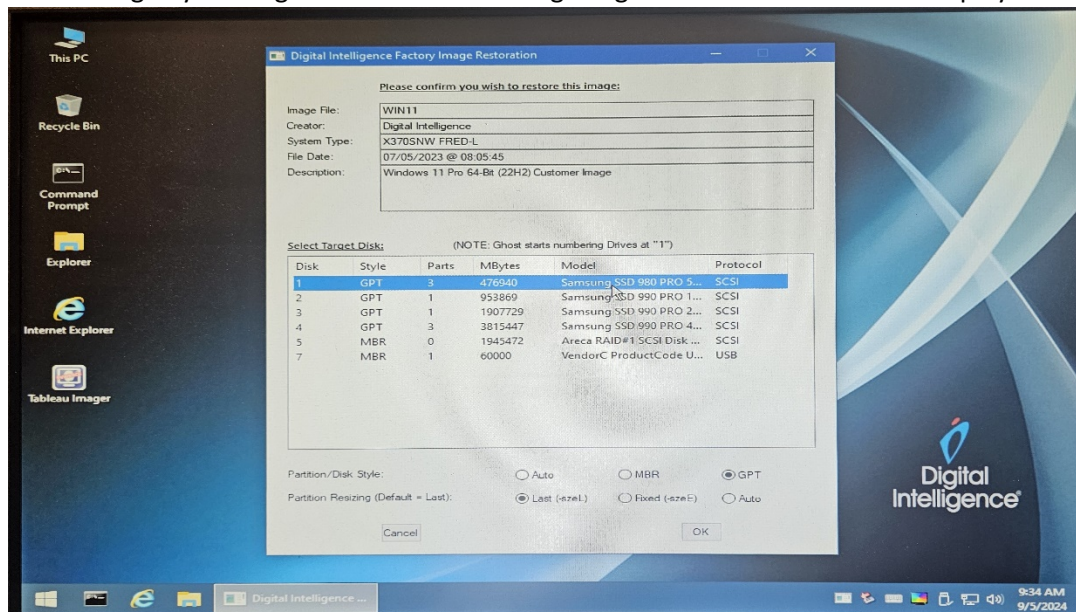 This PC
Recycle Bin
Command
Prompt
Explorer
Internet Explorer
Tableau Imager
Digital Intelligence Factory Image Restoration
Please confirm you wish to restore this image:
Image File: WIN11
Creator: Digital Intelligence
System Type: X370SNW FRED-L
File Date: 07/05/2023 @ 08:05:45
Description: Windows 11 Pro 64-Bit (22H2) Customer Image
Select Target Disk: (NOTE: Ghost starts numbering Drives at "1")
Disk Style Parts MBytes Model Protocol
1 GPT 3 476940 Samsung SSD 980 PRO 5... SCSI
2 GPT 1 953869 Samsung SSD 990 PRO 1... SCSI
3 GPT 1 1907729 Samsung SSD 990 PRO 2... SCSI
4 GPT 3 3815447 Samsung SSD 990 PRO 4... SCSI
5 MBR 0 1945472 Areca RAID#1 SCSI Disk ... SCSI
7 MBR 1 60000 VendorC ProductCode U... USB
Partition/Disk Style: Auto MBR GPT
Partition Resizing (Default = Last): Last (-szeL) Fixed (-szeF) Auto
Cancel OK
Digital
Intelligence®
Digital Intelligence ...
9:34 AM
9/5/2024